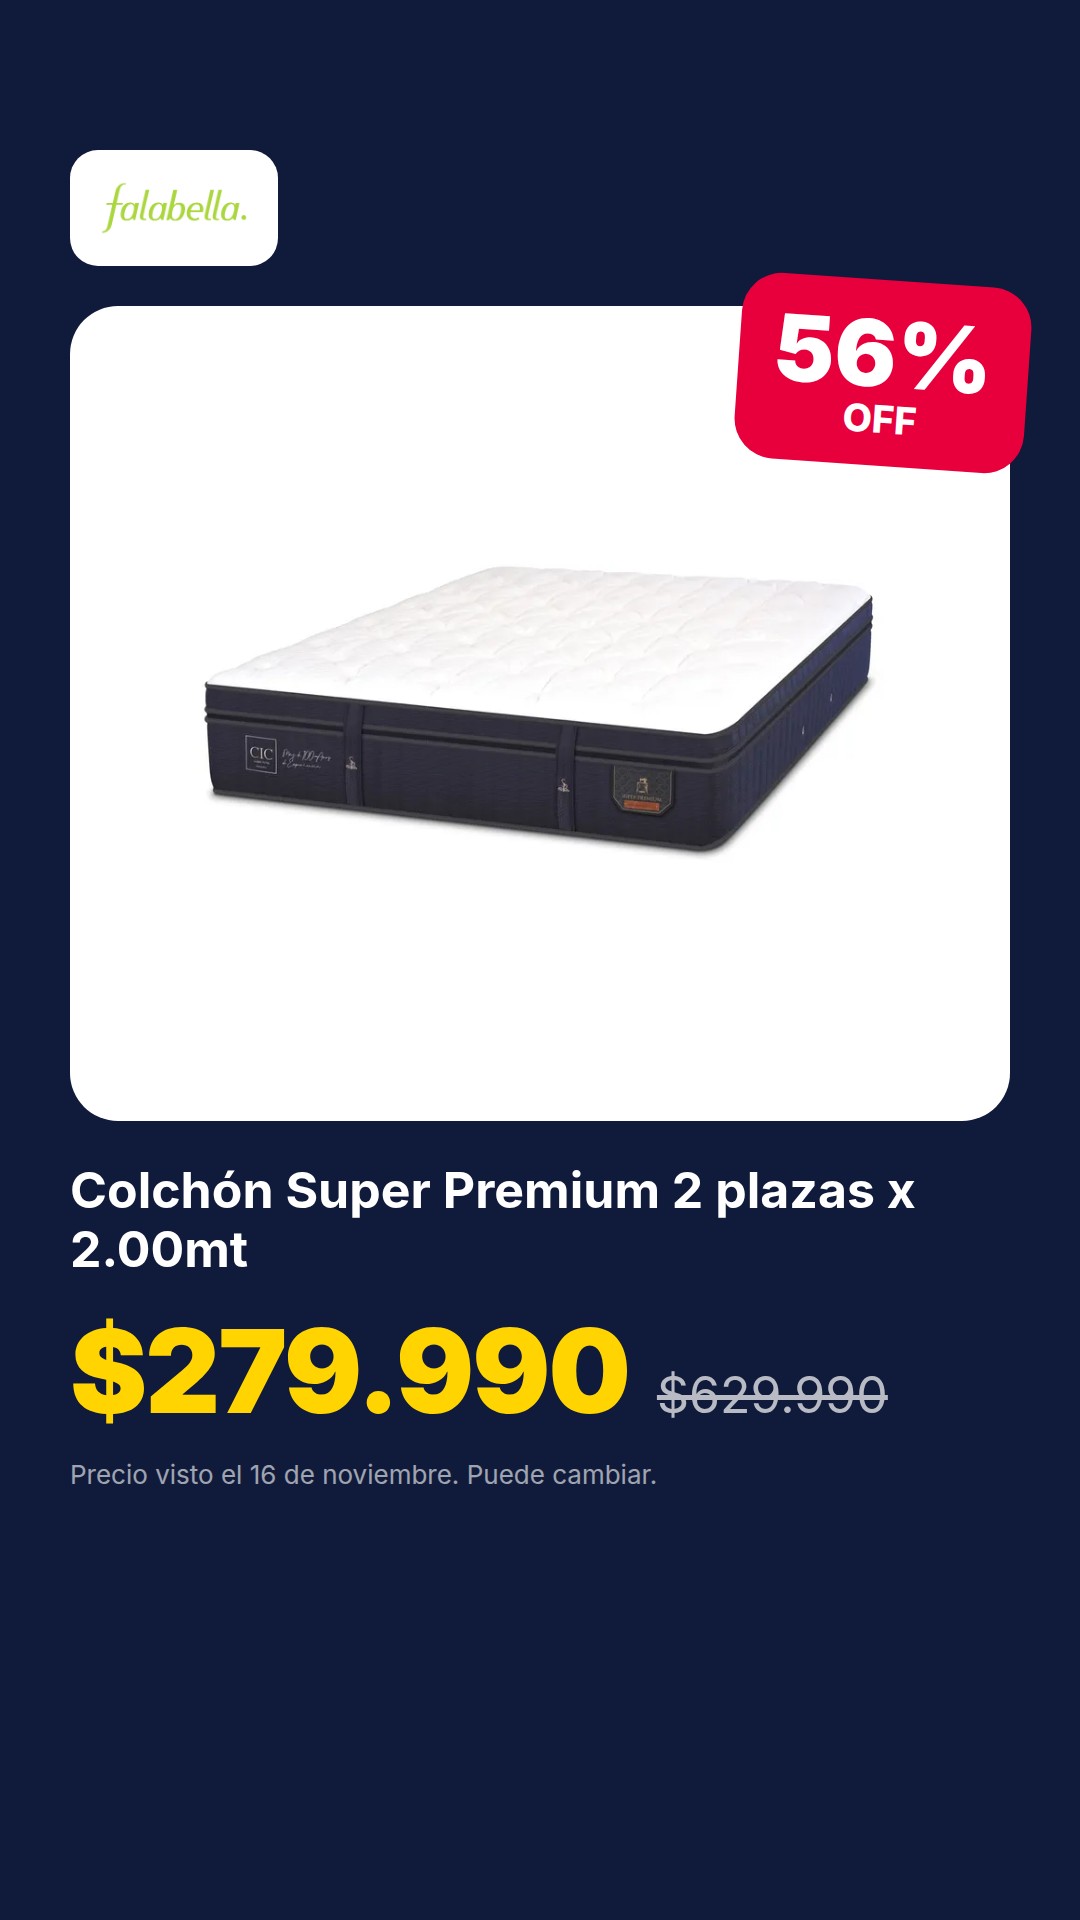 falabella.
56%
OFF
CIC
Colchón Super Premium 2 plazas x
2.00mt
$279.990 $629.990
Precio visto el 16 de noviembre. Puede cambiar.